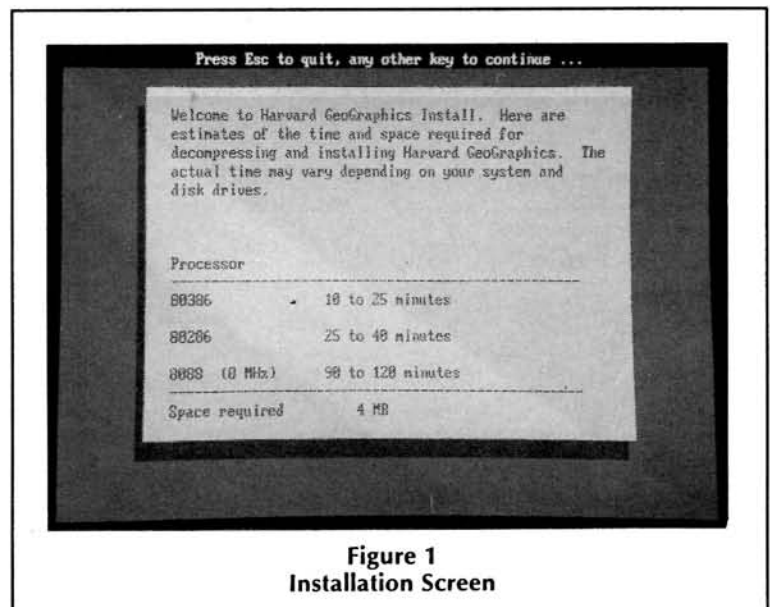 Press Esc to quit, any other key to continue ...
Welcome to Harvard GeoGraphics Install. Here are
estimates of the time and space required for
decompressing and installing Harvard GeoGraphics. The
actual time may vary depending on your system and
disk drives.
Processor
80386 10 to 25 minutes
80286 25 to 40 minutes
8088 (8 MHz) 90 to 120 minutes
Space required 4 MB
Figure 1
Installation Screen